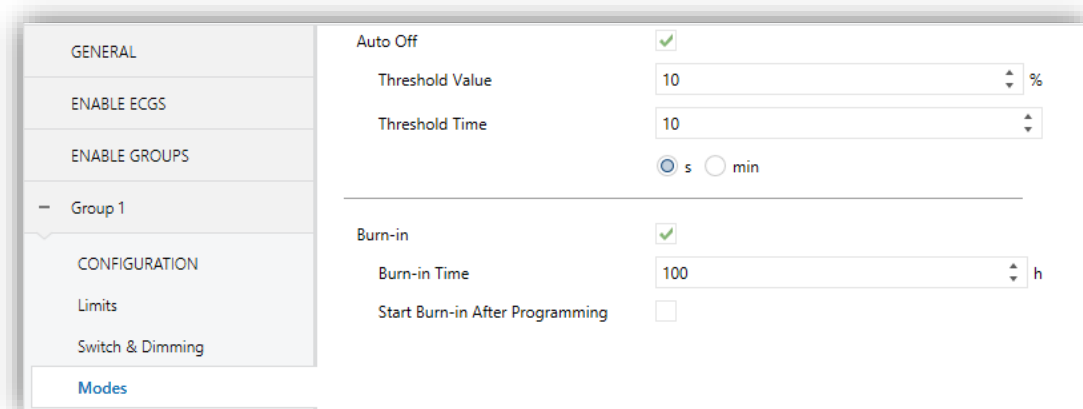 GENERAL
ENABLE ECGS
ENABLE GROUPS
− Group 1
CONFIGURATION
Limits
Switch & Dimming
Modes
Auto Off
Threshold Value 10 %
Threshold Time 10
s min
Burn-in
Burn-in Time 100 h
Start Burn-in After Programming